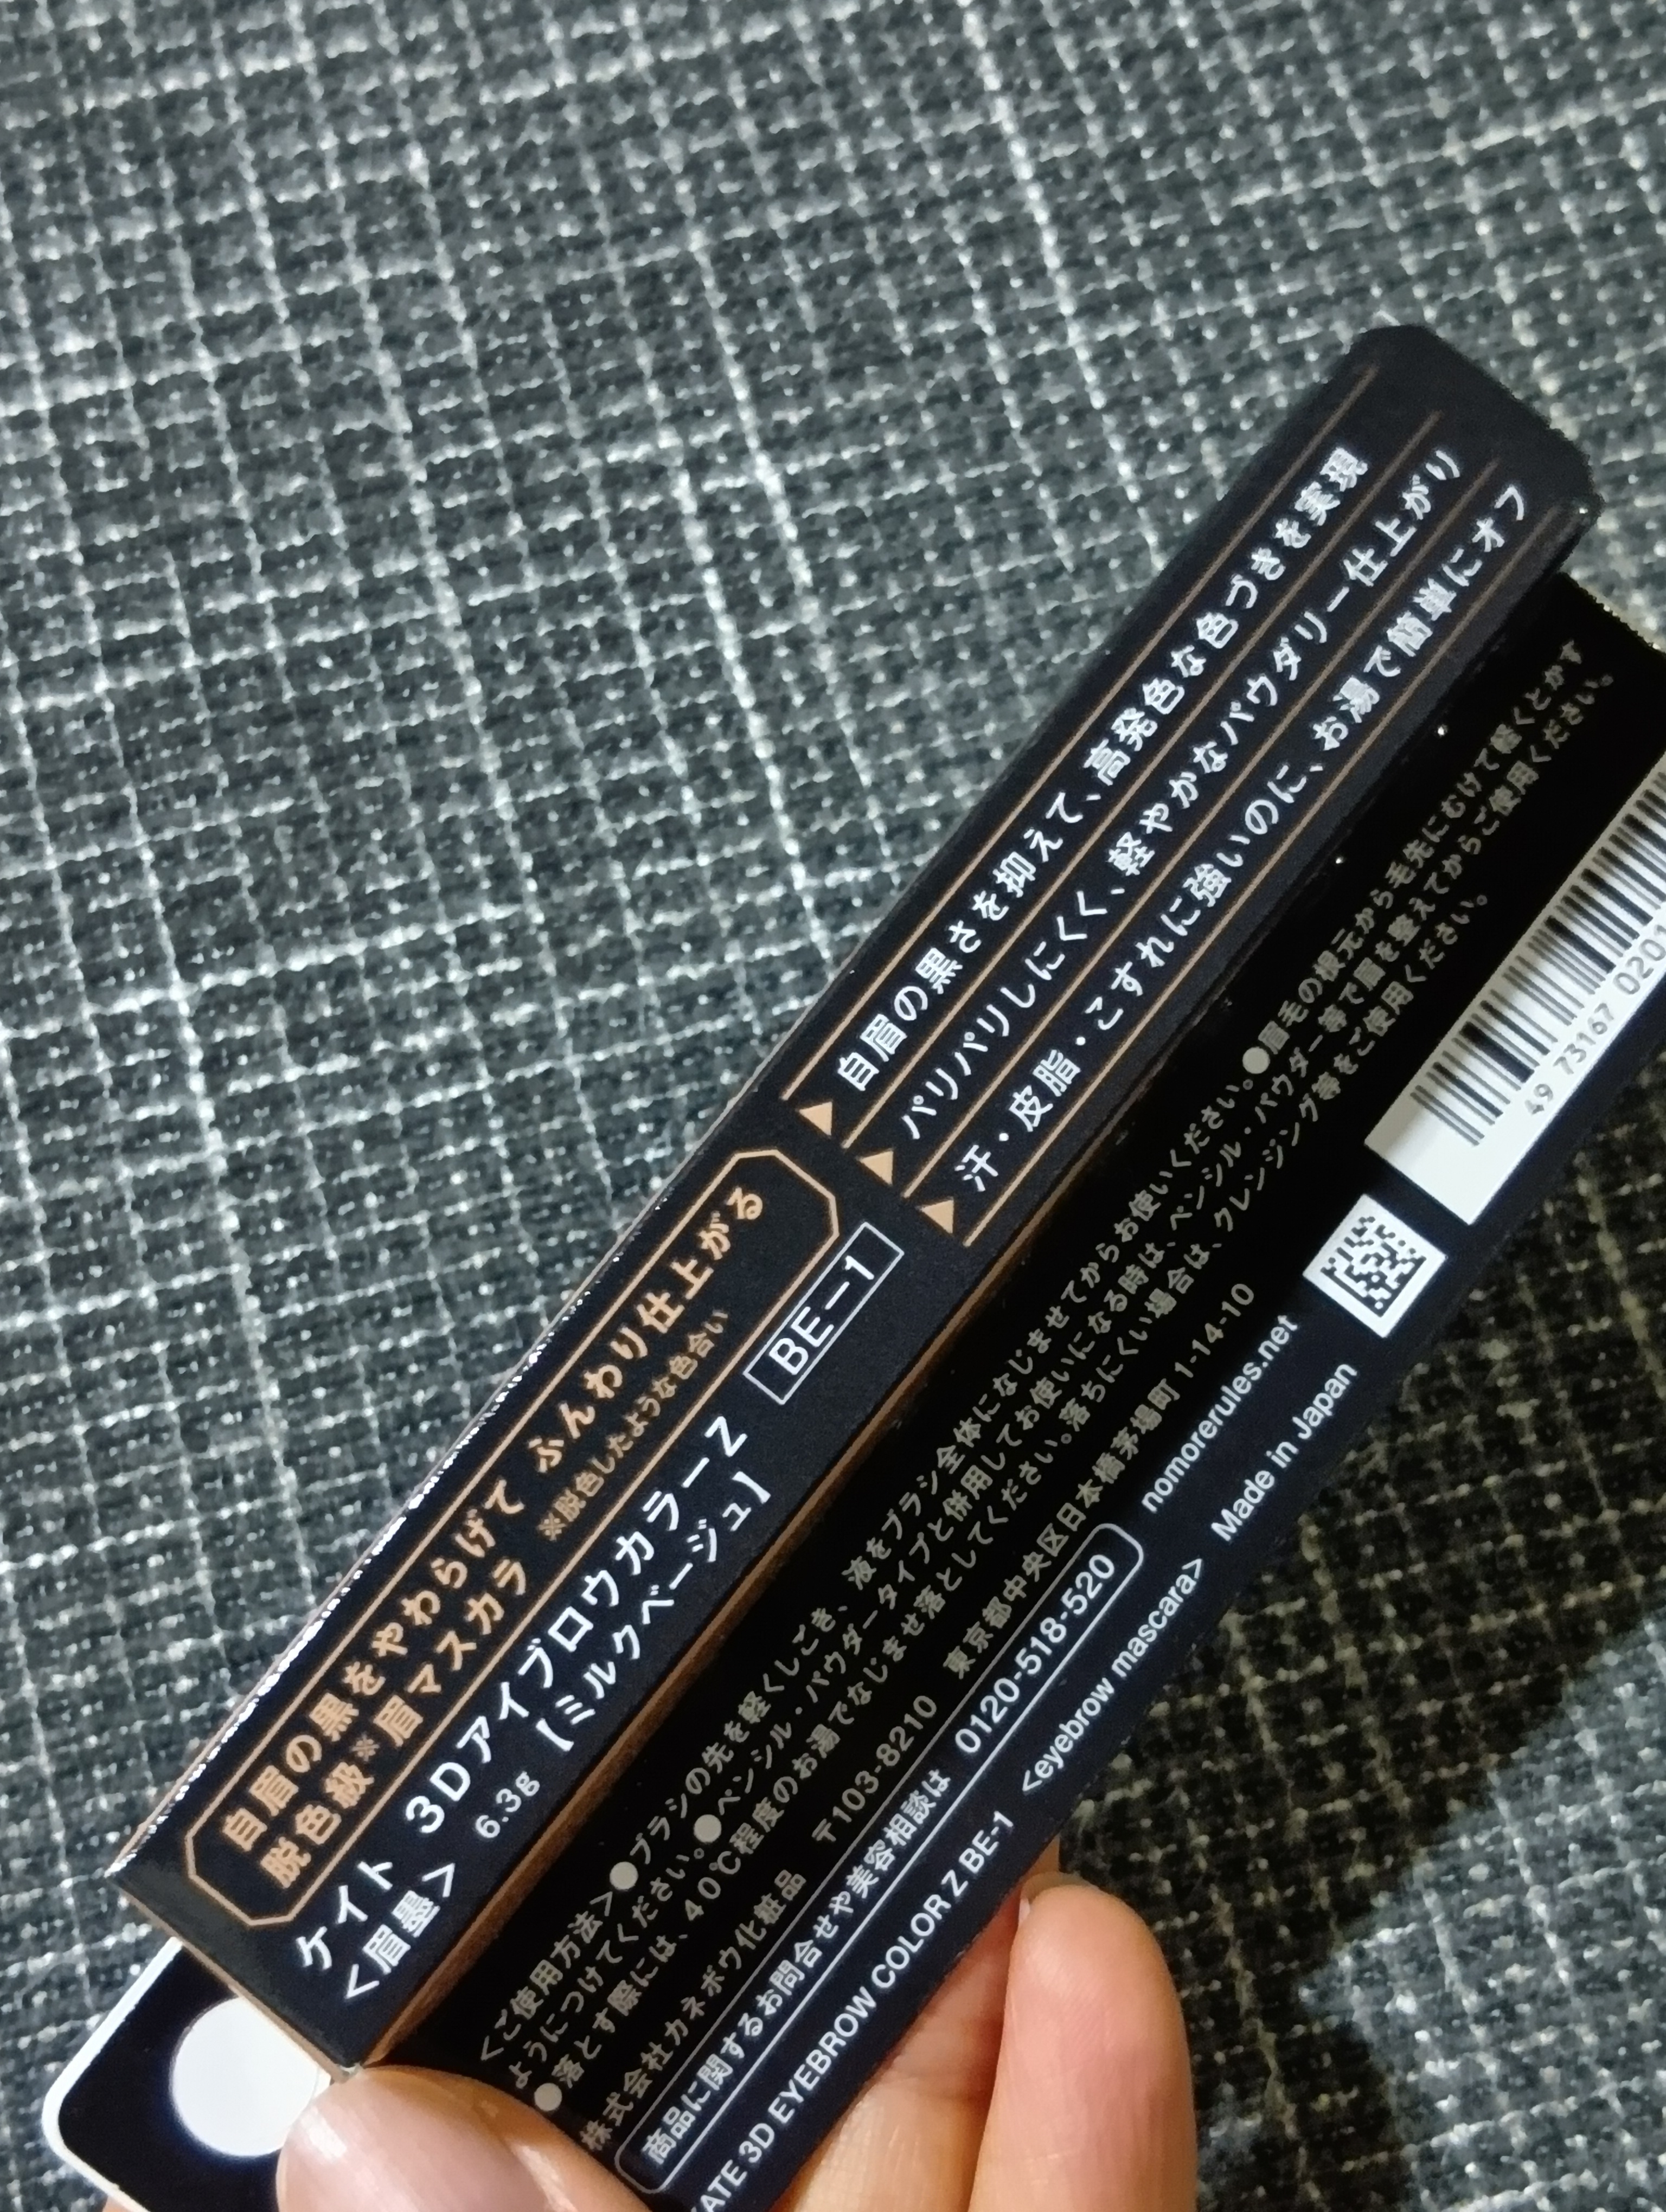 自眉の黒をやわらげて ふんわり仕上がる
脱色級※眉マスカラ ※脱色したような色合い
ケイト 3Dアイブロウカラーz BE-1
<眉墨> 6.3g 【ミルクベージュ】
自眉の黒さを抑えて、高発色な色づきを実現
パリパリしにくく、軽やかなパウダリー仕上がり
汗・皮脂・こすれに強いのに、お湯で簡単にオフ
<ご使用方法>●ブラシの先を軽くしごき、液をブラシ全体になじませてからお使いください。●眉毛の根元から毛先にむけて軽くとかす
ようにつけてください。●ペンシル・パウダータイプと併用してお使いになる時は、ペンシル・パウダー等で眉を整えてからご使用ください。
●落とす際には、40℃程度のお湯でなじませ落としてください。落ちにくい場合は、クレンジング等をご使用ください。
株式会社カネボウ化粧品 〒103-8210 東京都中央区日本橋茅場町 1-14-10
商品に関するお問合せや美容相談は 0120-518-520 nomorerules.net
KATE 3D EYEBROW COLOR Z BE-1 <eyebrow mascara> Made in Japan
49 73167 0201